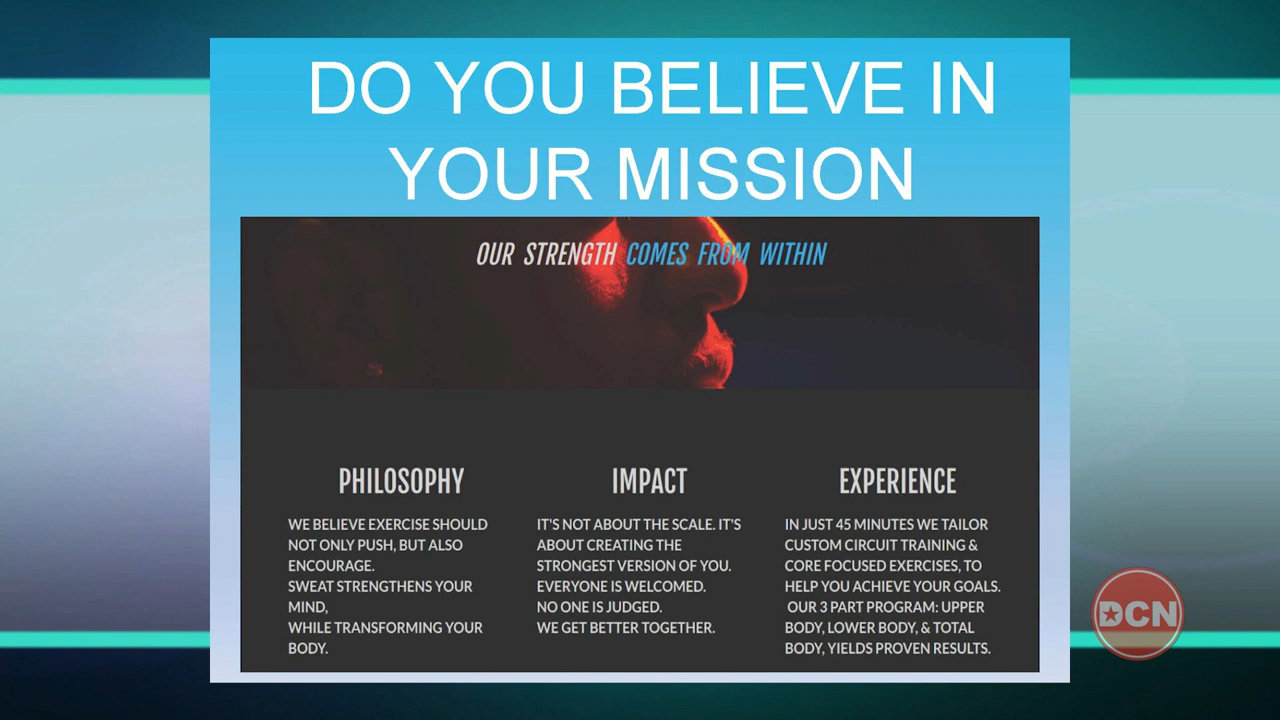 DO YOU BELIEVE IN
YOUR MISSION
OUR STRENGTH COMES FROM WITHIN
PHILOSOPHY
WE BELIEVE EXERCISE SHOULD
NOT ONLY PUSH, BUT ALSO
ENCOURAGE.
SWEAT STRENGTHENS YOUR
MIND,
WHILE TRANSFORMING YOUR
BODY.
IMPACT
IT'S NOT ABOUT THE SCALE. IT'S
ABOUT CREATING THE
STRONGEST VERSION OF YOU.
EVERYONE IS WELCOMED.
NO ONE IS JUDGED.
WE GET BETTER TOGETHER.
EXPERIENCE
IN JUST 45 MINUTES WE TAILOR
CUSTOM CIRCUIT TRAINING &
CORE FOCUSED EXERCISES, TO
HELP YOU ACHIEVE YOUR GOALS.
OUR 3 PART PROGRAM: UPPER
BODY, LOWER BODY, & TOTAL
BODY, YIELDS PROVEN RESULTS.
DCN